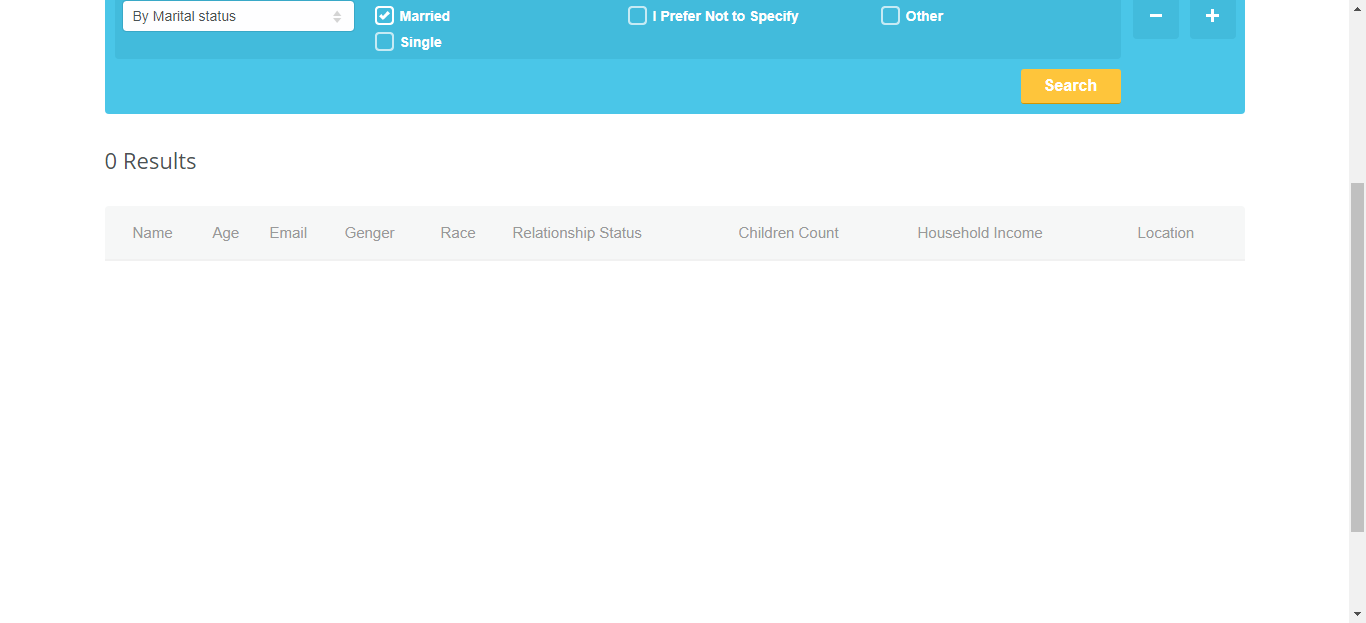 By Marital status Married I Prefer Not to Specify Other − +
Single
Search
0 Results
Name Age Email Genger Race Relationship Status Children Count Household Income Location